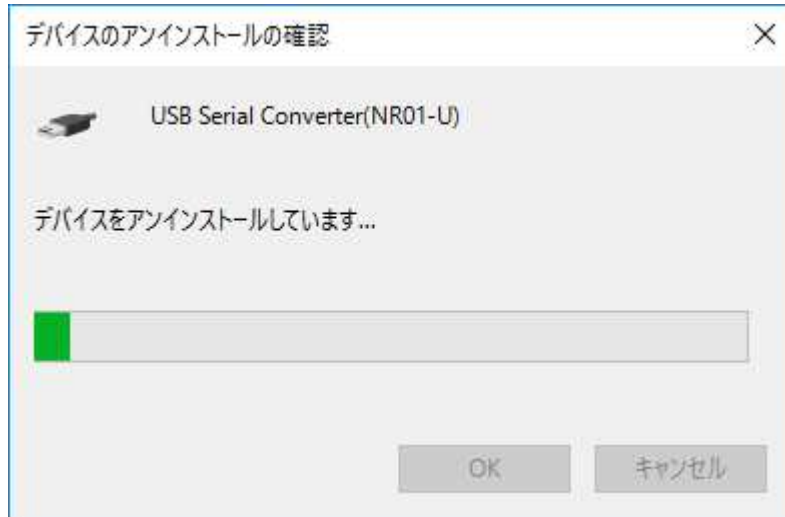 デバイスのアンインストールの確認
USB Serial Converter(NR01-U)
デバイスをアンインストールしています...
OK
キャンセル